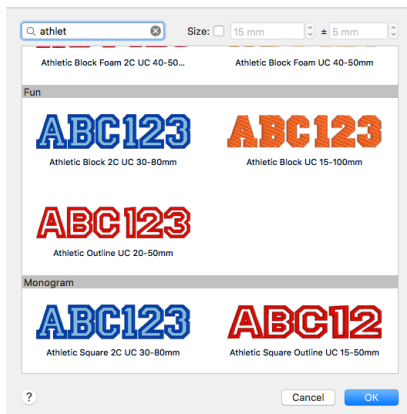 athlet Size: 15 mm ± 5 mm
Athletic Block Foam 2C UC 40-50... Athletic Block Foam UC 40-50mm
Fun
ABC123 ABC123
Athletic Block 2C UC 30-80mm Athletic Block UC 15-100mm
ABC123
Athletic Outline UC 20-50mm
Monogram
ABC123 ABC12
Athletic Square 2C UC 30-80mm Athletic Square Outline UC 15-50mm
? Cancel OK